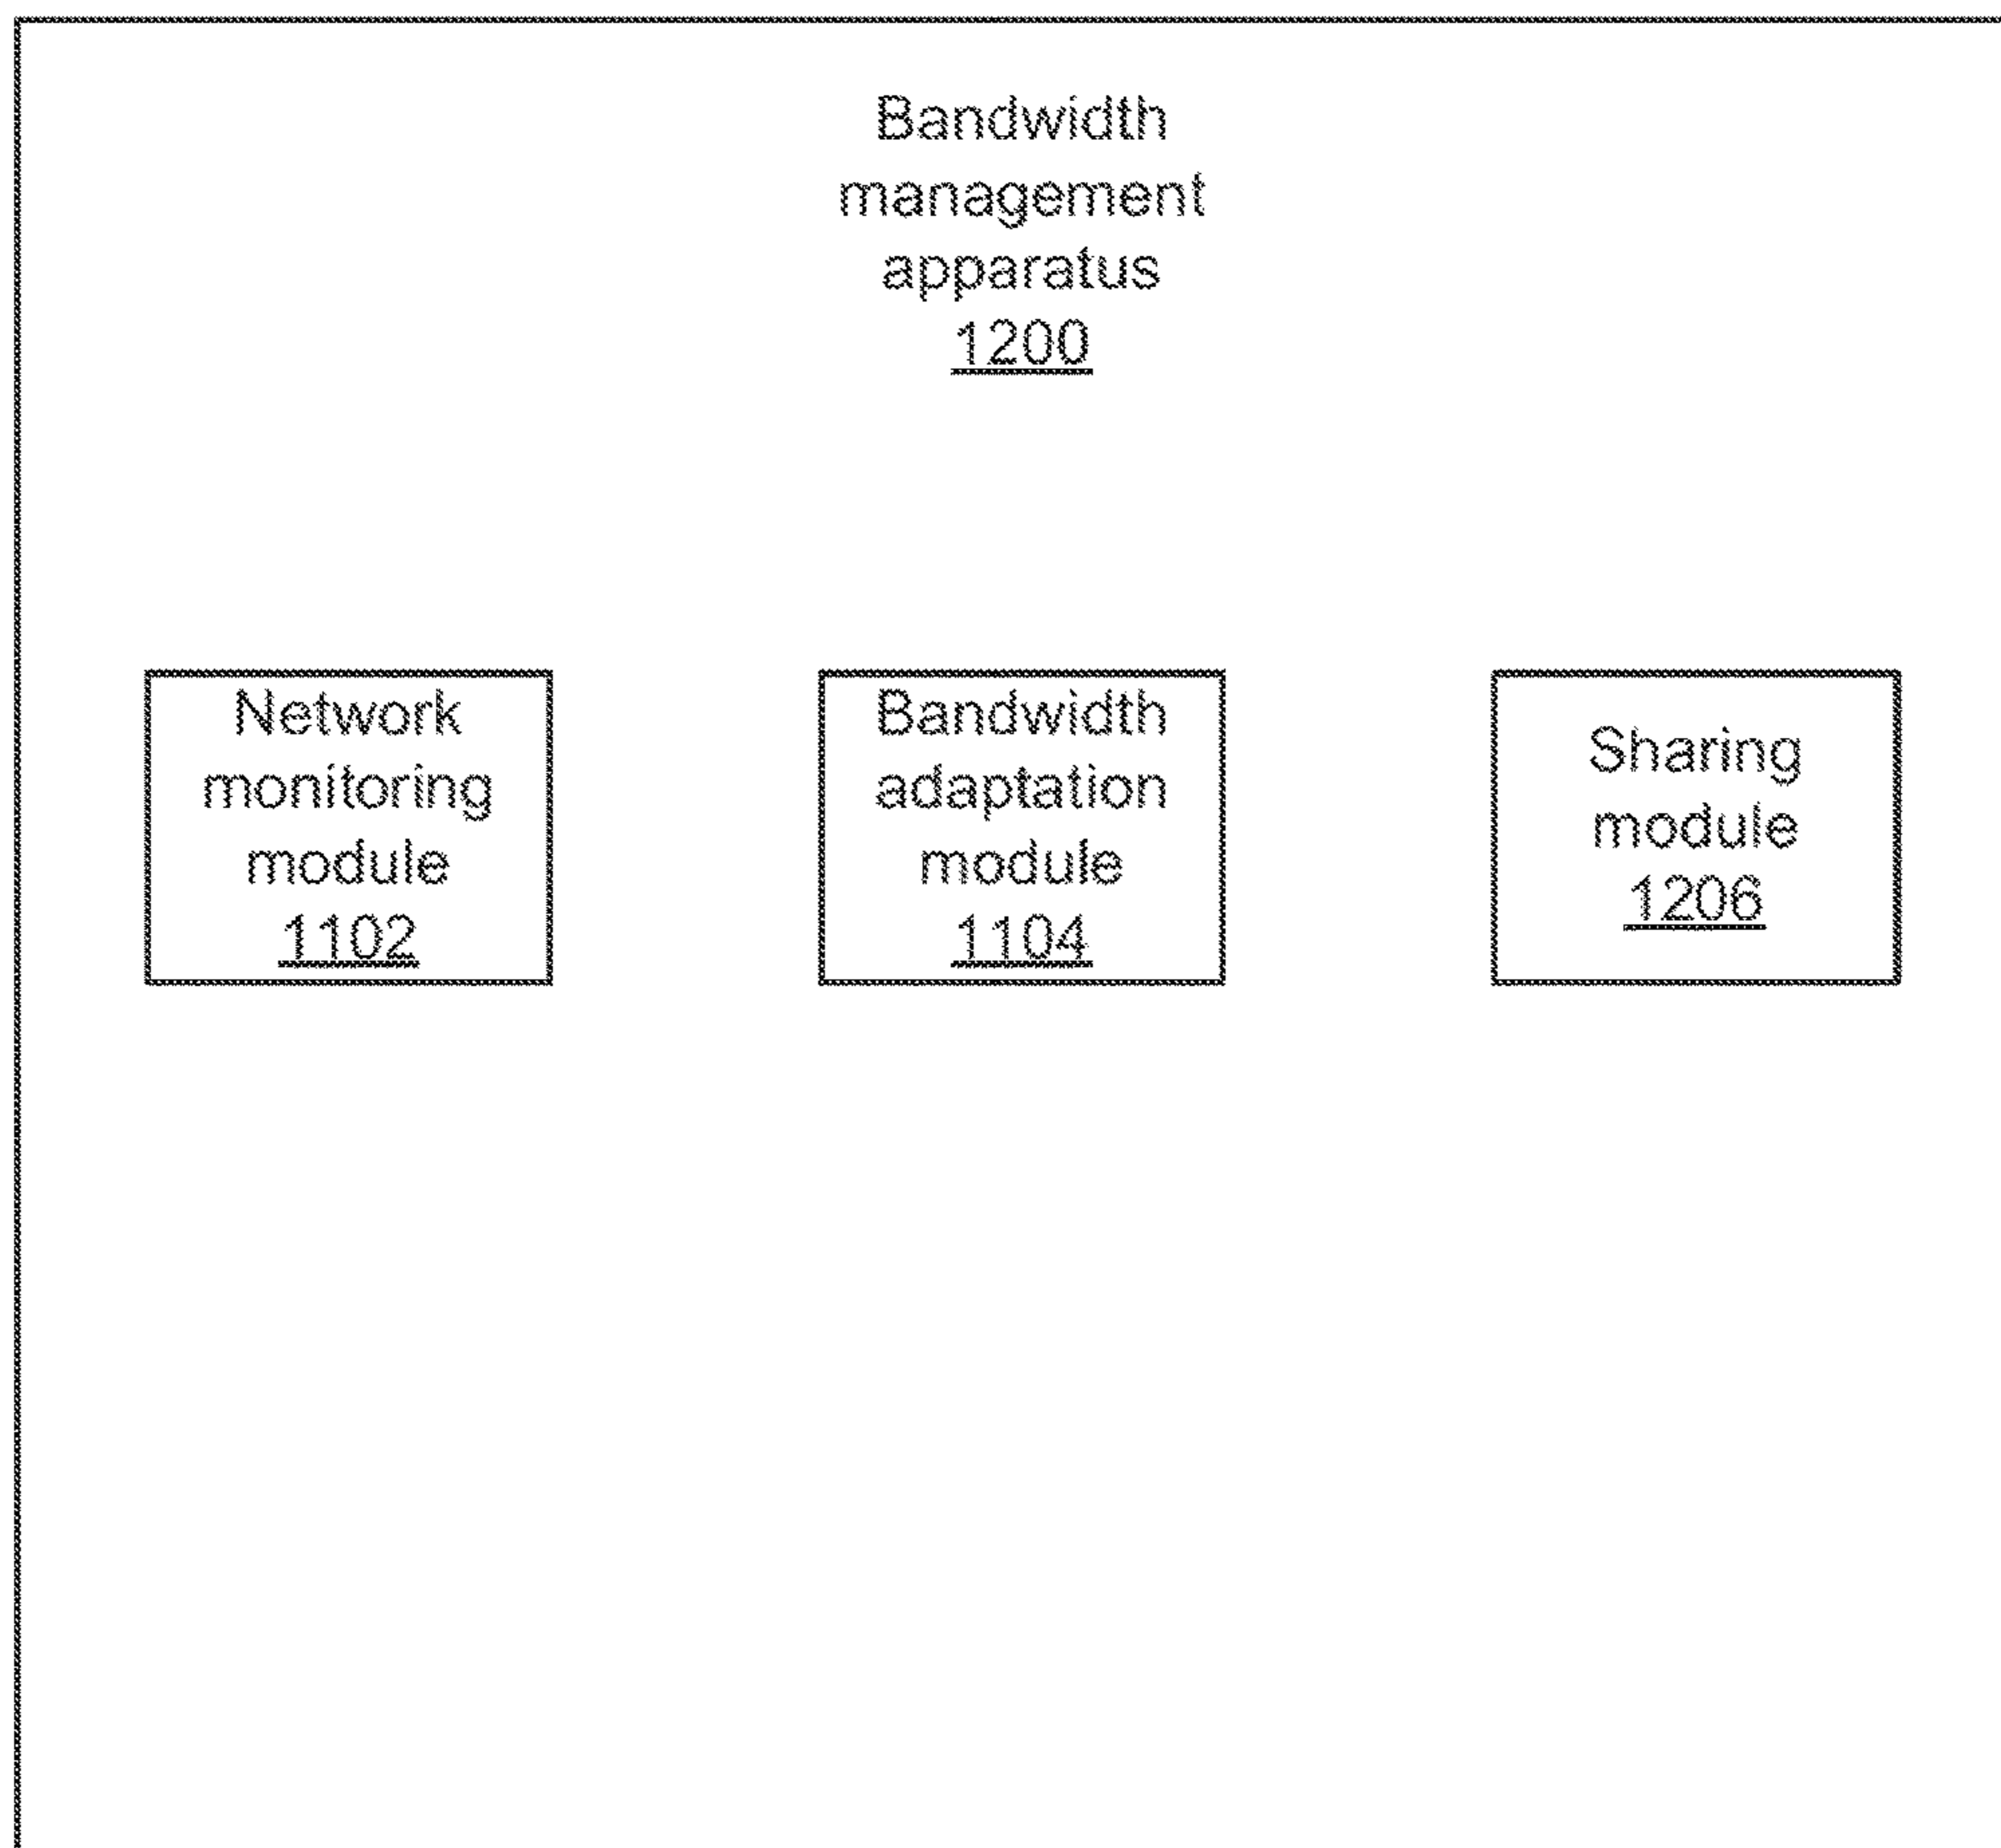 Bandwidth
management
apparatus
1200
Network
monitoring
module
1102
Bandwidth
adaptation
module
1104
Sharing
module
1206